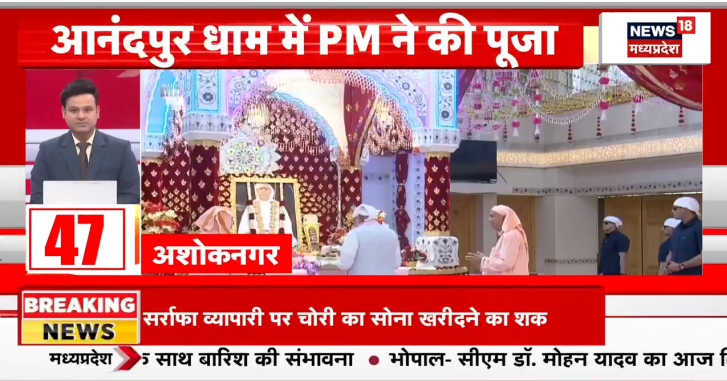 आनंदपुर धाम में PM ने की पूजा
NEWS 18
मध्यप्रदेश
47
अशोकनगर
BREAKING
NEWS
सर्राफा व्यापारी पर चोरी का सोना खरीदने का शक
मध्यप्रदेश
साथ बारिश की संभावना • भोपाल- सीएम डॉ. मोहन यादव का आज